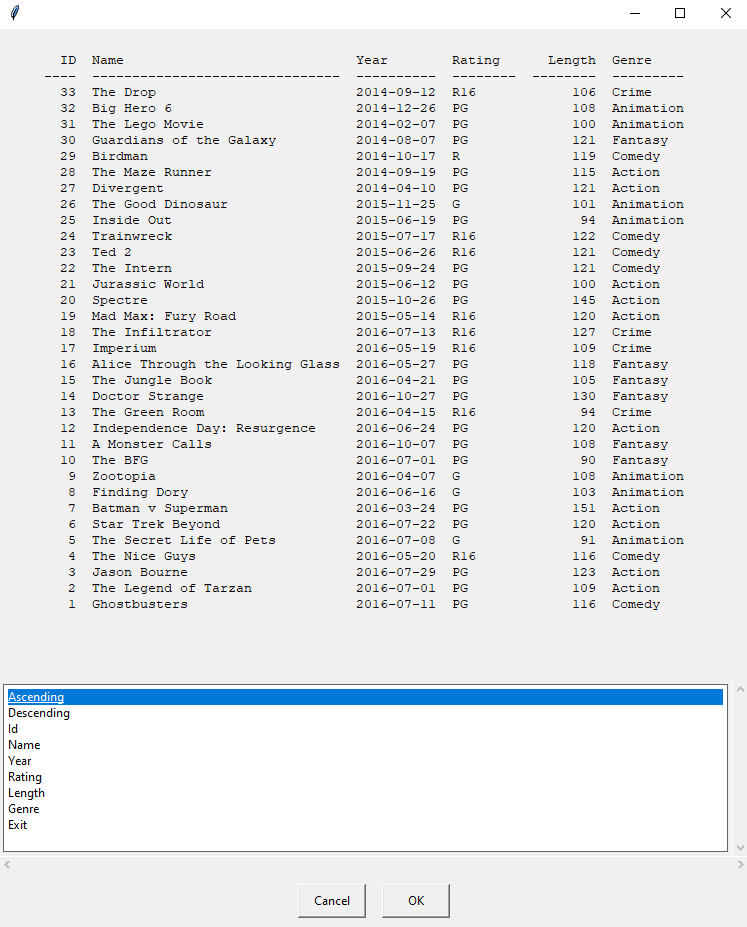 ID  Name                             Year        Rating      Length  Genre
----  -------------------------------  ----------  --------  --------  ---------
33  The Drop                         2014-09-12  R16            106  Crime
32  Big Hero 6                       2014-12-26  PG             108  Animation
31  The Lego Movie                   2014-02-07  PG             100  Animation
30  Guardians of the Galaxy          2014-08-07  PG             121  Fantasy
29  Birdman                          2014-10-17  R              119  Comedy
28  The Maze Runner                  2014-09-19  PG             115  Action
27  Divergent                        2014-04-10  PG             121  Action
26  The Good Dinosaur                2015-11-25  G              101  Animation
25  Inside Out                       2015-06-19  PG              94  Animation
24  Trainwreck                       2015-07-17  R16            122  Comedy
23  Ted 2                            2015-06-26  R16            121  Comedy
22  The Intern                       2015-09-24  PG             121  Comedy
21  Jurassic World                   2015-06-12  PG             100  Action
20  Spectre                          2015-10-26  PG             145  Action
19  Mad Max: Fury Road               2015-05-14  R16            120  Action
18  The Infiltrator                  2016-07-13  R16            127  Crime
17  Imperium                         2016-05-19  R16            109  Crime
16  Alice Through the Looking Glass  2016-05-27  PG             118  Fantasy
15  The Jungle Book                  2016-04-21  PG             105  Fantasy
14  Doctor Strange                   2016-10-27  PG             130  Fantasy
13  The Green Room                   2016-04-15  R16             94  Crime
12  Independence Day: Resurgence     2016-06-24  PG             120  Action
11  A Monster Calls                  2016-10-07  PG             108  Fantasy
10  The BFG                          2016-07-01  PG              90  Fantasy
9  Zootopia                         2016-04-07  G              108  Animation
8  Finding Dory                     2016-06-16  G              103  Animation
7  Batman v Superman                2016-03-24  PG             151  Action
6  Star Trek Beyond                 2016-07-22  PG             120  Action
5  The Secret Life of Pets          2016-07-08  G               91  Animation
4  The Nice Guys                    2016-05-20  R16            116  Comedy
3  Jason Bourne                     2016-07-29  PG             123  Action
2  The Legend of Tarzan             2016-07-01  PG             109  Action
1  Ghostbusters                     2016-07-11  PG             116  Comedy
Ascending
Descending
Id
Name
Year
Rating
Length
Genre
Exit
Cancel  OK